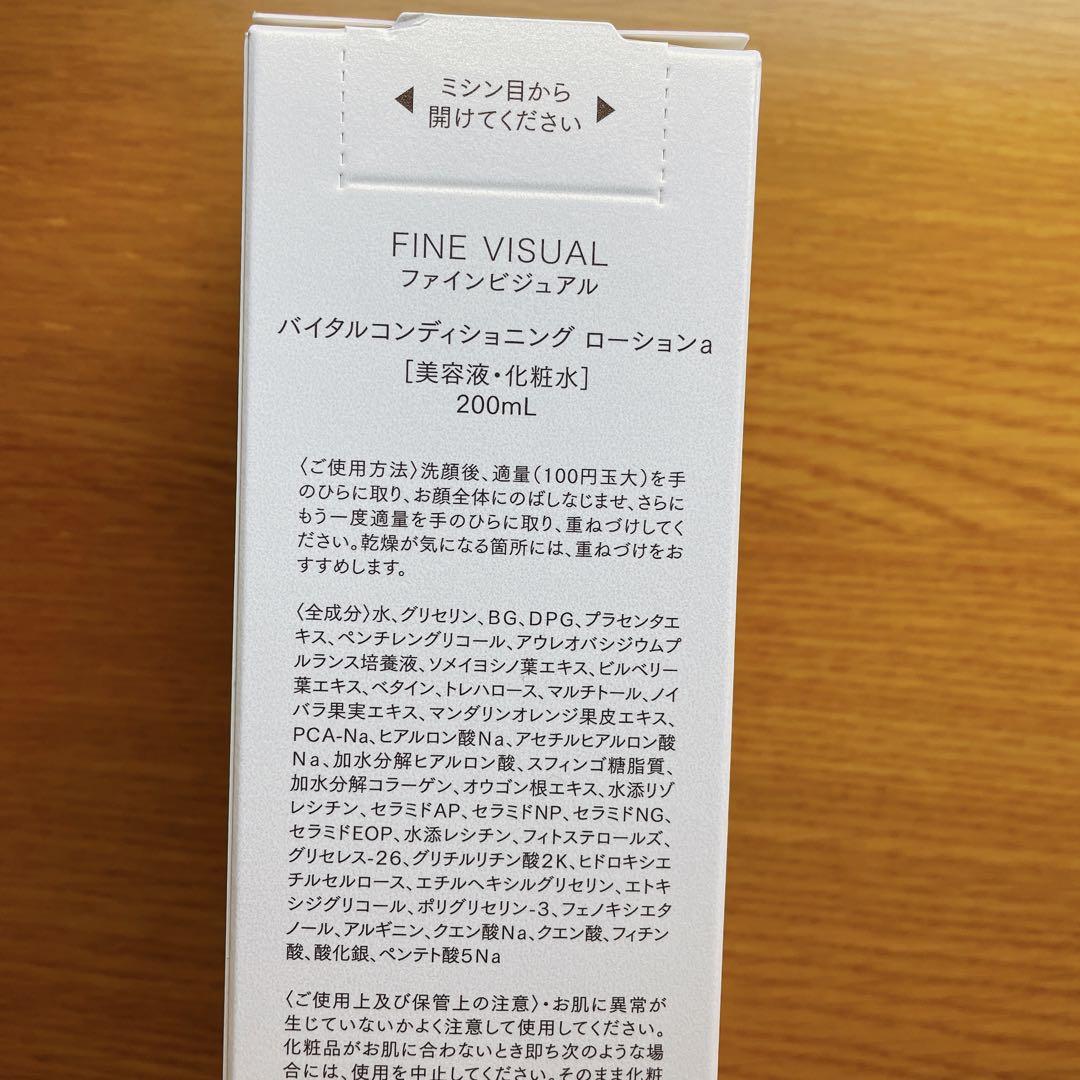 ミシン目から
開けてください
FINE VISUAL
ファインビジュアル
バイタルコンディショニング ローションa
[美容液・化粧水]
200mL
〈ご使用方法〉洗顔後、適量(100円玉大)を手
のひらに取り、お顔全体にのばしなじませ、さらに
もう一度適量を手のひらに取り、重ねづけしてく
ださい。乾燥が気になる箇所には、重ねづけをお
すすめします。
〈全成分〉水、グリセリン、BG、DPG、プラセンタエ
キス、ペンチレングリコール、アウレオバシジウムプ
ルランス培養液、ソメイヨシノ葉エキス、ビルベリー
葉エキス、ベタイン、トレハロース、マルチトール、ノイ
バラ果実エキス、マンダリンオレンジ果皮エキス、
PCA-Na、ヒアルロン酸Na、アセチルヒアルロン酸
Na、加水分解ヒアルロン酸、スフィンゴ糖脂質、
加水分解コラーゲン、オウゴン根エキス、水添リゾ
レシチン、セラミドAP、セラミドNP、セラミドNG、
セラミドEOP、水添レシチン、フィトステロールズ、
グリセレス-26、グリチルリチン酸2K、ヒドロキシエ
チルセルロース、エチルヘキシルグリセリン、エトキ
シジグリコール、ポリグリセリン-3、フェノキシエタ
ノール、アルギニン、クエン酸Na、クエン酸、フィチン
酸、酸化銀、ペンテト酸5Na
〈ご使用上及び保管上の注意〉・お肌に異常が
生じていないかよく注意して使用してください。
化粧品がお肌に合わないとき即ち次のような場
合には、使用を中止してください。そのまま化粧